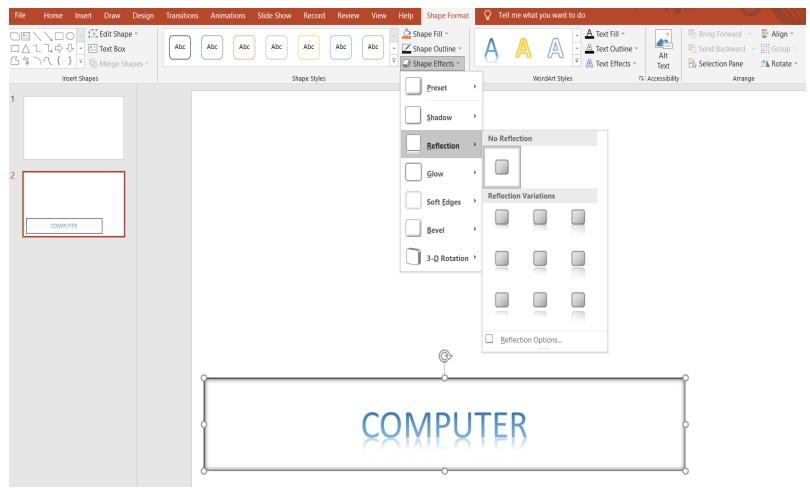 File Home Insert Draw Design Transitions Animations Slide Show Record Review View Help Shape Format Tell me what you want to do
Edit Shape
Text Box
Merge Shapes
Insert Shapes
Abc Abc Abc Abc Abc Abc Abc
Shape Styles
Shape Fill
Shape Outline
Shape Effects
A A A
Text Fill
Text Outline
Text Effects
WordArt Styles
Alt
Text
Accessibility
Bring Forward
Send Backward
Selection Pane
Align
Group
Rotate
Arrange
1
2
COMPUTER
Preset
Shadow
Reflection
Glow
Soft Edges
Bevel
3-D Rotation
No Reflection
Reflection Variations
Reflection Options...
COMPUTER